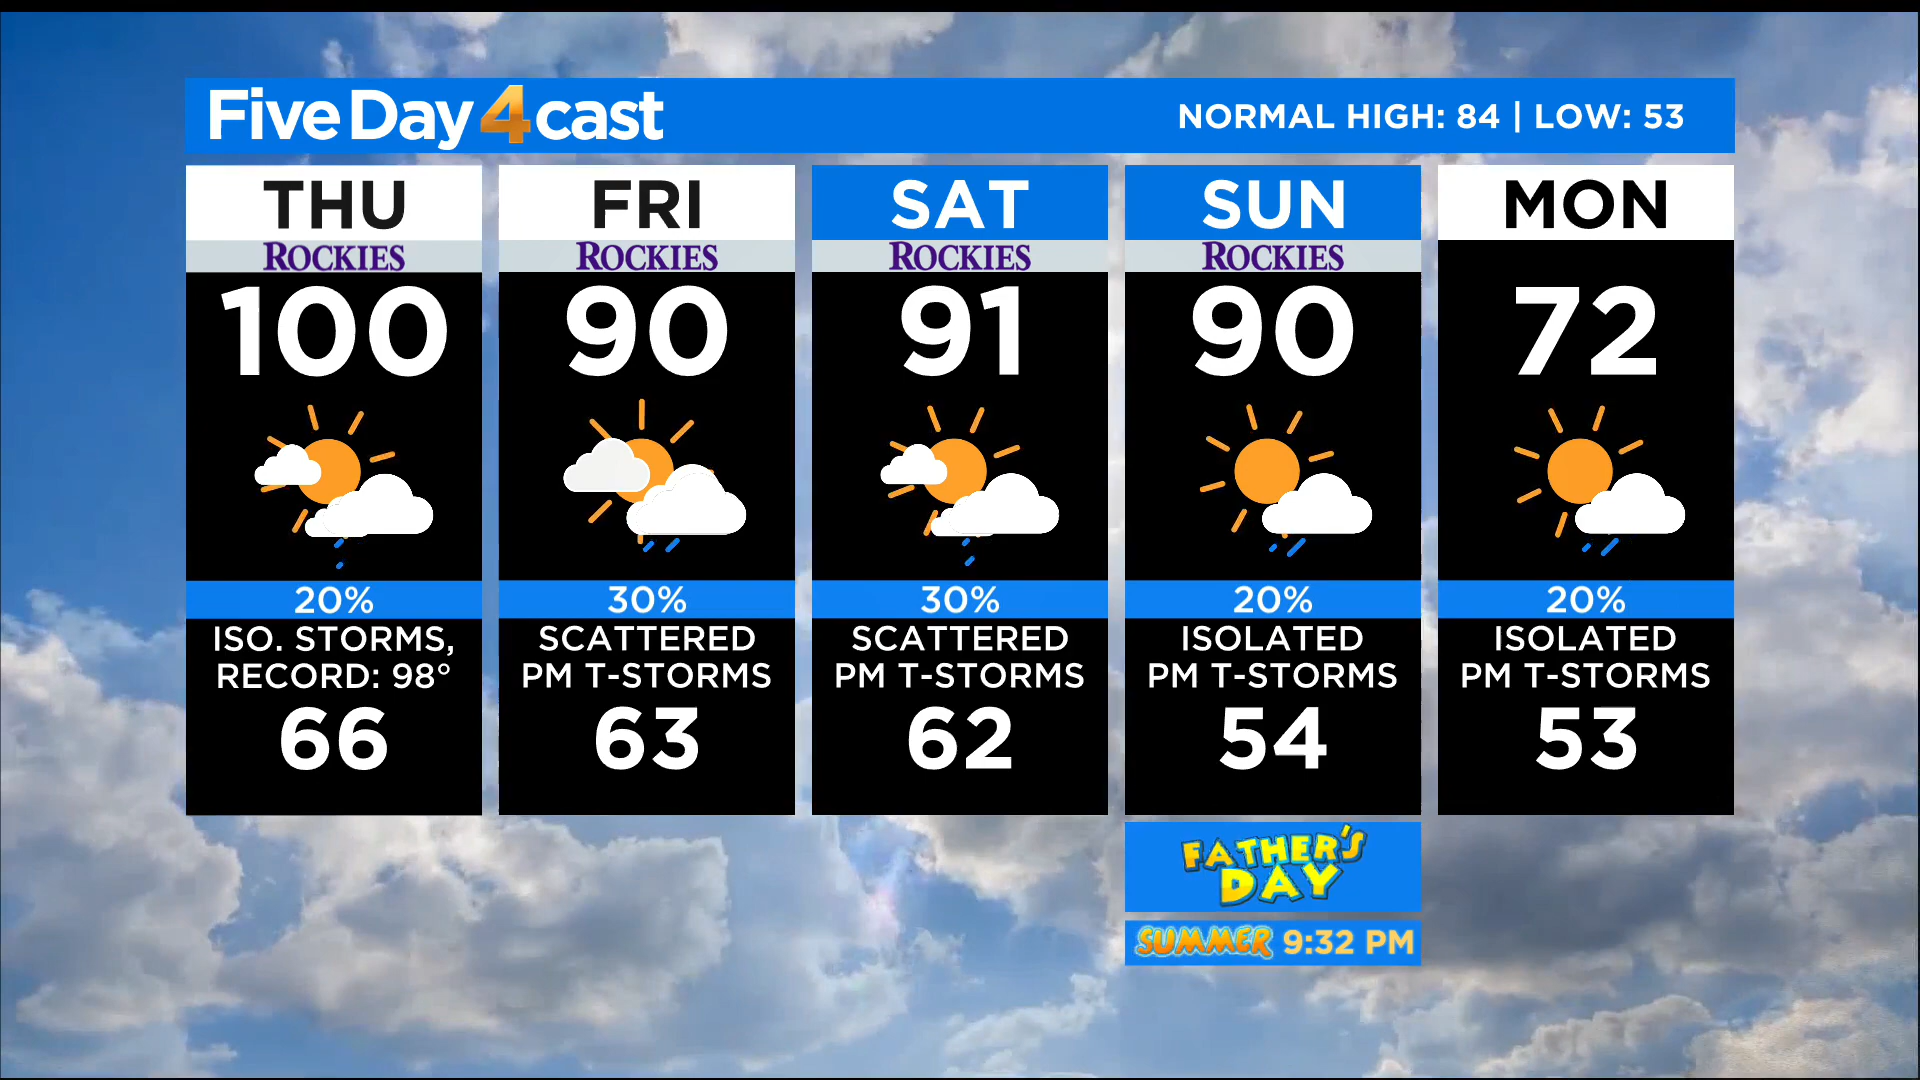 Five Day 4cast
NORMAL HIGH: 84 | LOW: 53
THU
ROCKIES
100
20%
ISO. STORMS,
RECORD: 98°
66
FRI
ROCKIES
90
30%
SCATTERED
PM T-STORMS
63
SAT
ROCKIES
91
30%
SCATTERED
PM T-STORMS
62
SUN
ROCKIES
90
20%
ISOLATED
PM T-STORMS
54
FATHER'S
DAY
SUMMER 9:32 PM
MON
72
20%
ISOLATED
PM T-STORMS
53